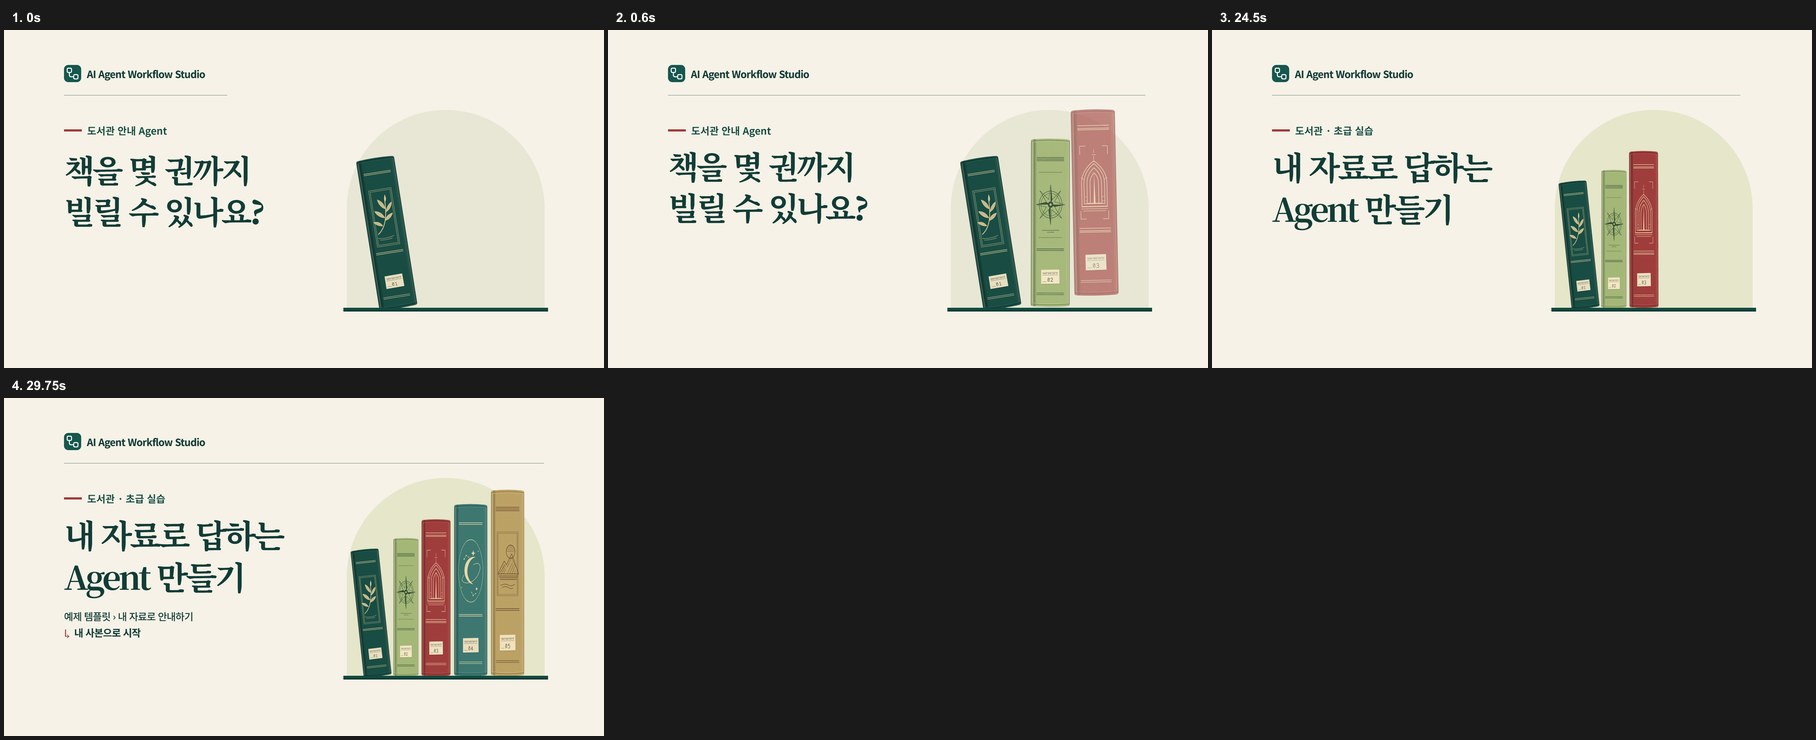 1. 0s
AI Agent Workflow Studio
도서관 안내 Agent
책을 몇 권까지
빌릴 수 있나요?
2. 0.6s
AI Agent Workflow Studio
도서관 안내 Agent
책을 몇 권까지
빌릴 수 있나요?
3. 24.5s
AI Agent Workflow Studio
도서관 · 초급 실습
내 자료로 답하는
Agent 만들기
4. 29.75s
AI Agent Workflow Studio
도서관 · 초급 실습
내 자료로 답하는
Agent 만들기
예제 템플릿 › 내 자료로 안내하기
내 사본으로 시작